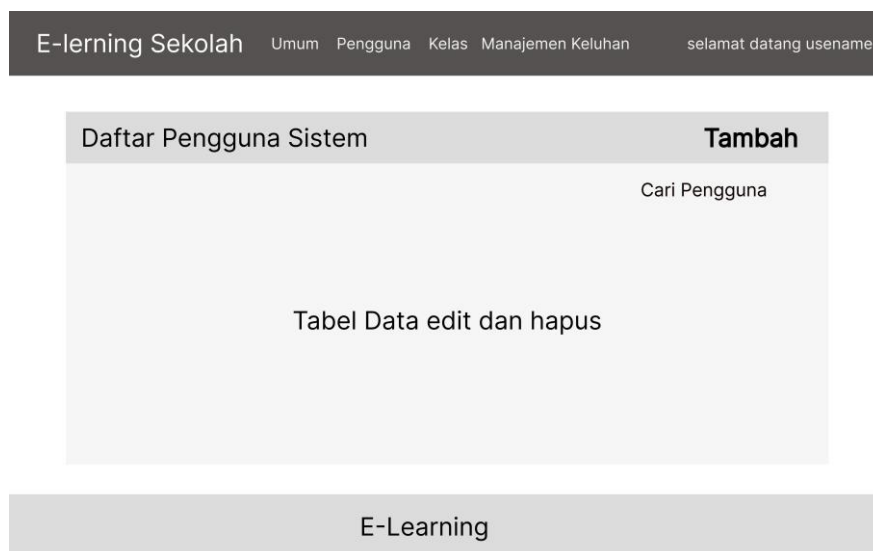 E-lerning Sekolah Umum Pengguna Kelas Manajemen Keluhan selamat datang usename
Daftar Pengguna Sistem Tambah
Cari Pengguna
Tabel Data edit dan hapus
E-Learning